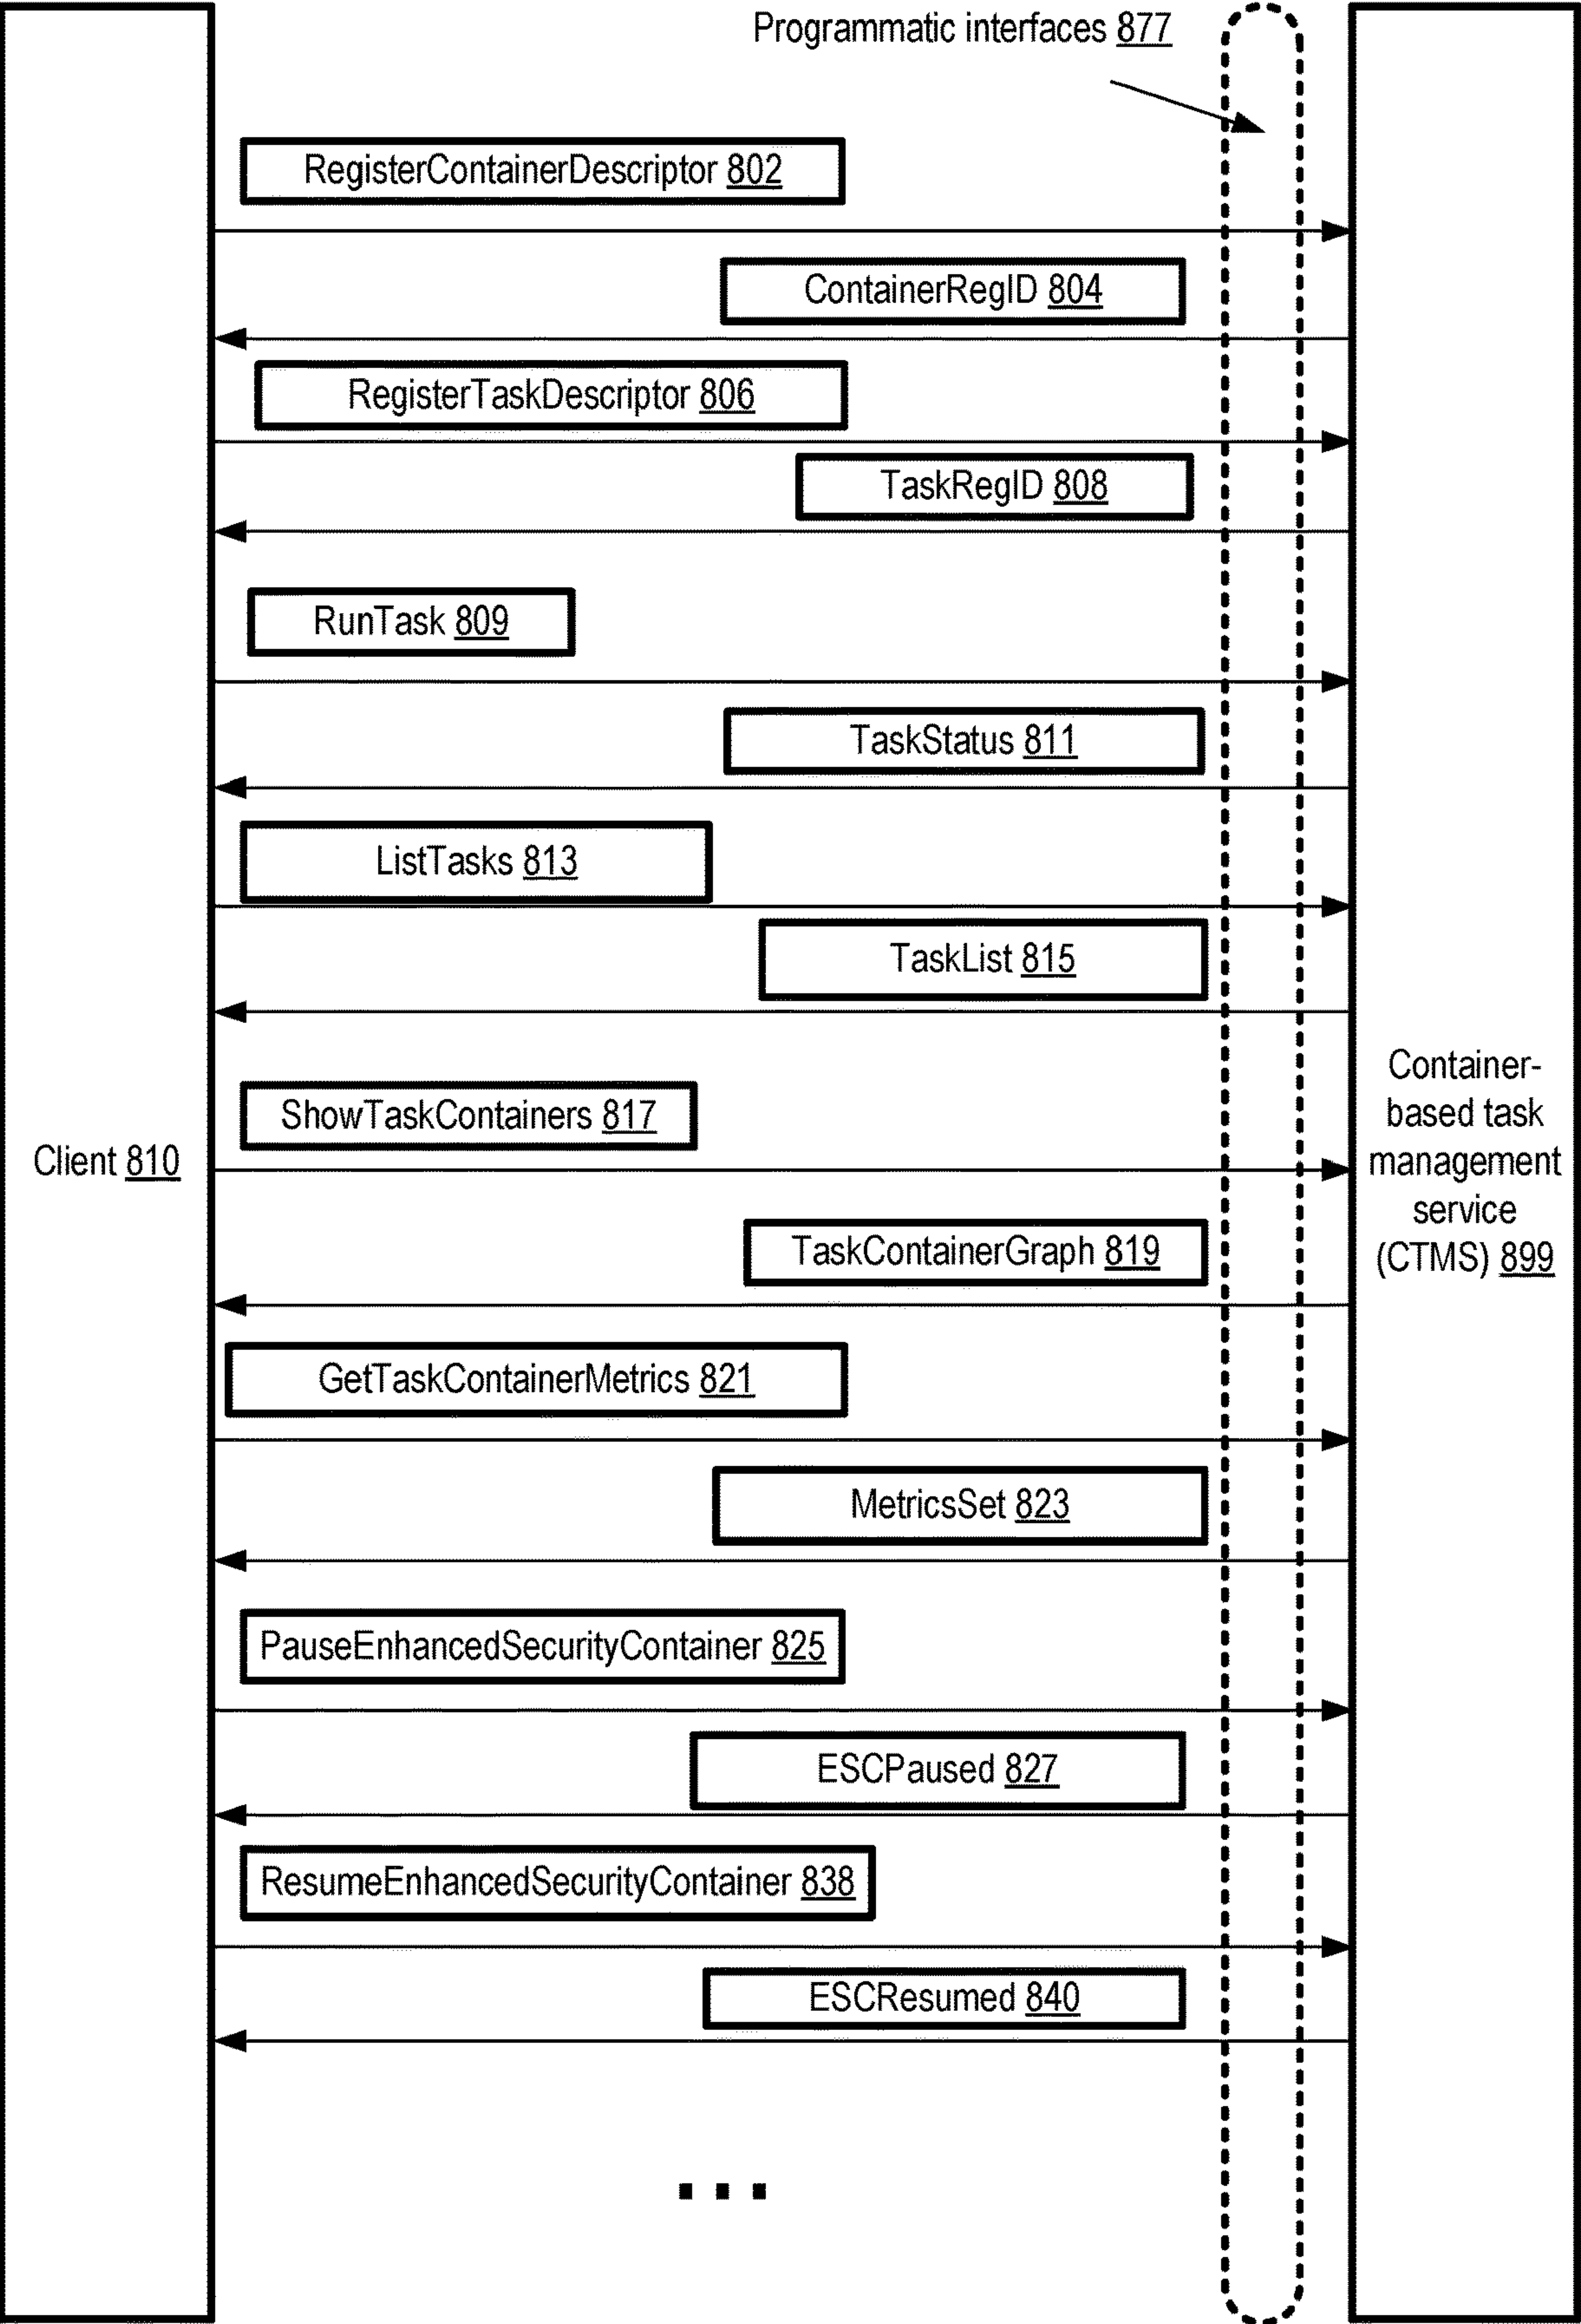 Programmatic interfaces 877
RegisterContainerDescriptor 802
ContainerRegID 804
RegisterTaskDescriptor 806
TaskRegID 808
RunTask 809
TaskStatus 811
ListTasks 813
TaskList 815
ShowTaskContainers 817
Client 810
Container-
based task
management
service
(CTMS) 899
TaskContainerGraph 819
GetTaskContainerMetrics 821
MetricsSet 823
PauseEnhancedSecurityContainer 825
ESCPaused 827
ResumeEnhancedSecurityContainer 838
ESCResumed 840
...